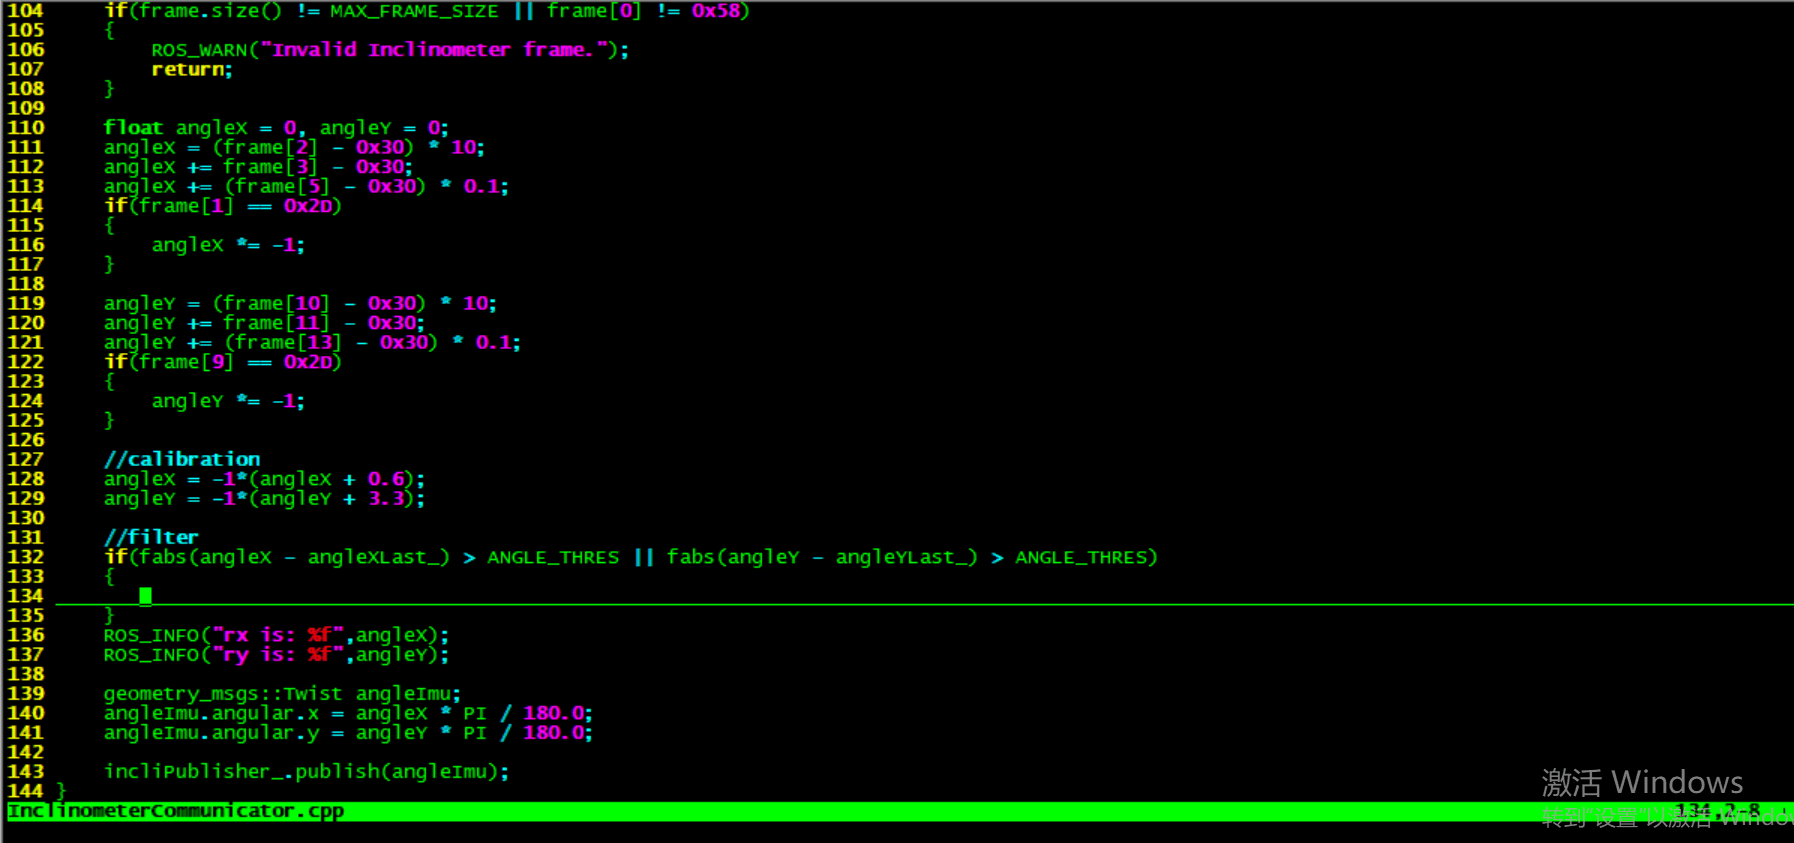 104     if(frame.size() != MAX_FRAME_SIZE || frame[0] != 0x58)
105     {
106         ROS_WARN("Invalid Inclinometer frame.");
107         return;
108     }
109
110     float angleX = 0, angleY = 0;
111     angleX = (frame[2] - 0x30) * 10;
112     angleX += frame[3] - 0x30;
113     angleX += (frame[5] - 0x30) * 0.1;
114     if(frame[1] == 0x2D)
115     {
116         angleX *= -1;
117     }
118
119     angleY = (frame[10] - 0x30) * 10;
120     angleY += frame[11] - 0x30;
121     angleY += (frame[13] - 0x30) * 0.1;
122     if(frame[9] == 0x2D)
123     {
124         angleY *= -1;
125     }
126
127     //calibration
128     angleX = -1*(angleX + 0.6);
129     angleY = -1*(angleY + 3.3);
130
131     //filter
132     if(fabs(angleX - angleXLast_) > ANGLE_THRES || fabs(angleY - angleYLast_) > ANGLE_THRES)
133     {
134
135     }
136     ROS_INFO("rx is: %f",angleX);
137     ROS_INFO("ry is: %f",angleY);
138
139     geometry_msgs::Twist angleImu;
140     angleImu.angular.x = angleX * PI / 180.0;
141     angleImu.angular.y = angleY * PI / 180.0;
142
143     incliPublisher_.publish(angleImu);
144 }
激活 Windows
InclinometerCommunicator.cpp 134,2-8
转到"设置"以激活 Windows